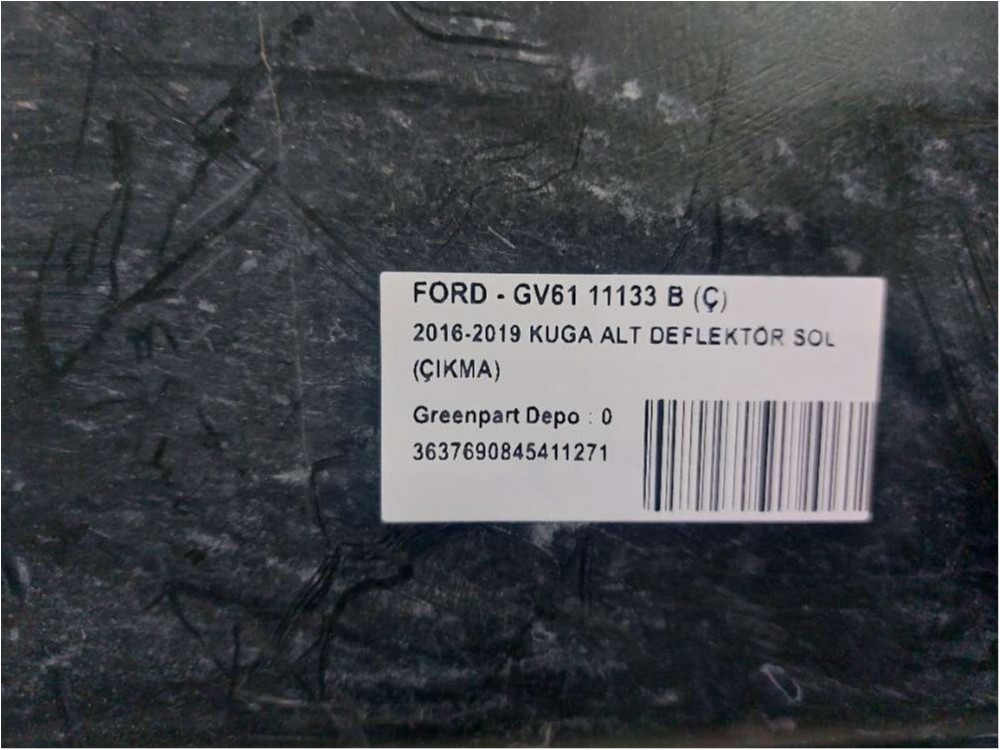 FORD - GV61 11133 B (Ç)
2016-2019 KUGA ALT DEFLEKTÖR SOL
(ÇIKMA)
Greenpart Depo : 0
3637690845411271